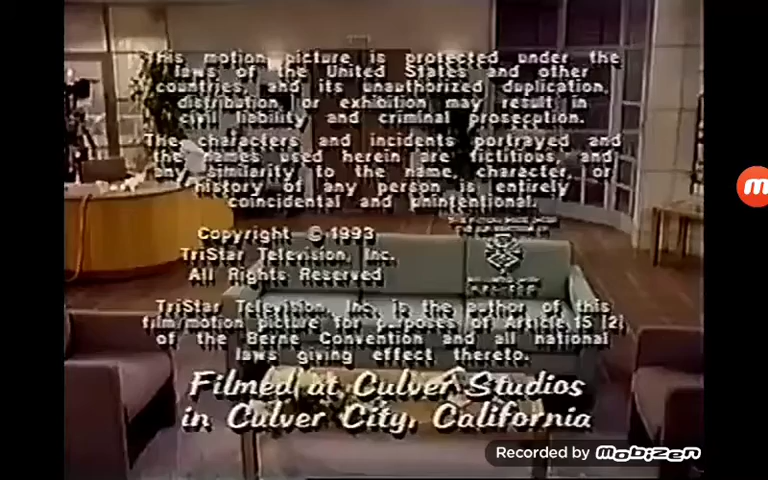 This motion picture is protected under the
laws of the United States and other
countries, and its unauthorized duplication,
distribution or exhibition may result in
civil liability and criminal prosecution.
The characters and incidents portrayed and
the names used herein are fictitious, and
any similarity to the name, character, or
history of any person is entirely
coincidental and unintentional.
Copyright © 1993
TriStar Television, Inc.
All Rights Reserved
TriStar Television, Inc. is the author of this
film/motion picture for purposes of Article 15 [2]
of the Berne Convention and all national
laws giving effect thereto.
Filmed at Culver Studios
in Culver City, California
Recorded by Mobizen
m